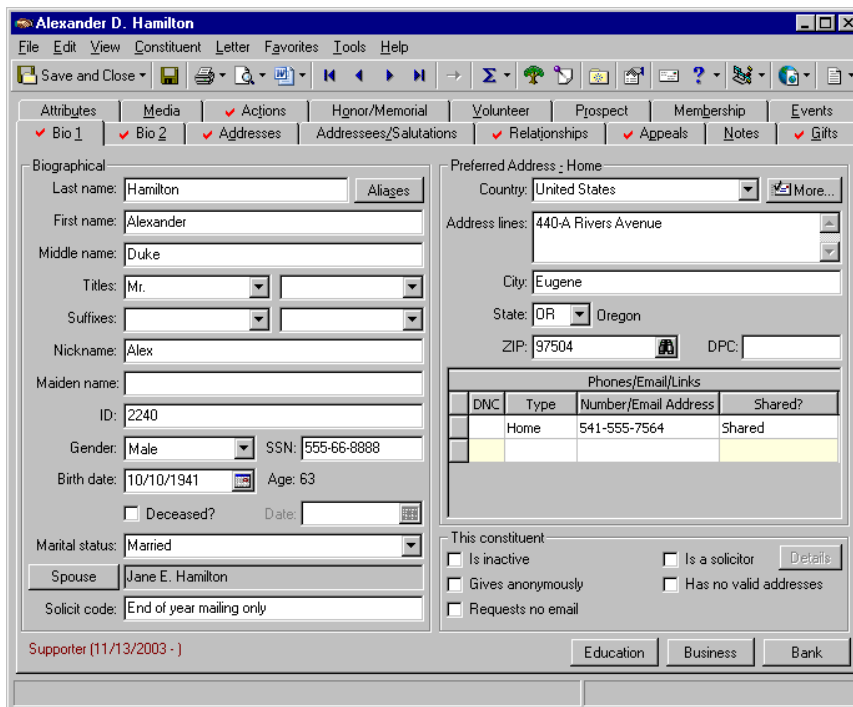 Alexander D. Hamilton
File Edit View Constituent Letter Favorites Tools Help
Save and Close
Attributes Media Actions Honor/Memorial Volunteer Prospect Membership Events
Bio 1 Bio 2 Addresses Addressees/Salutations Relationships Appeals Notes Gifts
Biographical
Last name: Hamilton Aliases
First name: Alexander
Middle name: Duke
Titles: Mr.
Suffixes:
Nickname: Alex
Maiden name:
ID: 2240
Gender: Male SSN: 555-66-8888
Birth date: 10/10/1941 Age: 63
Deceased? Date:
Marital status: Married
Spouse Jane E. Hamilton
Solicit code: End of year mailing only
Supporter (11/13/2003 - )
Preferred Address - Home
Country: United States More...
Address lines: 440-A Rivers Avenue
City: Eugene
State: OR Oregon
ZIP: 97504 DPC:
Phones/Email/Links
DNC Type Number/Email Address Shared?
Home 541-555-7564 Shared
This constituent
Is inactive Is a solicitor Details
Gives anonymously Has no valid addresses
Requests no email
Education Business Bank